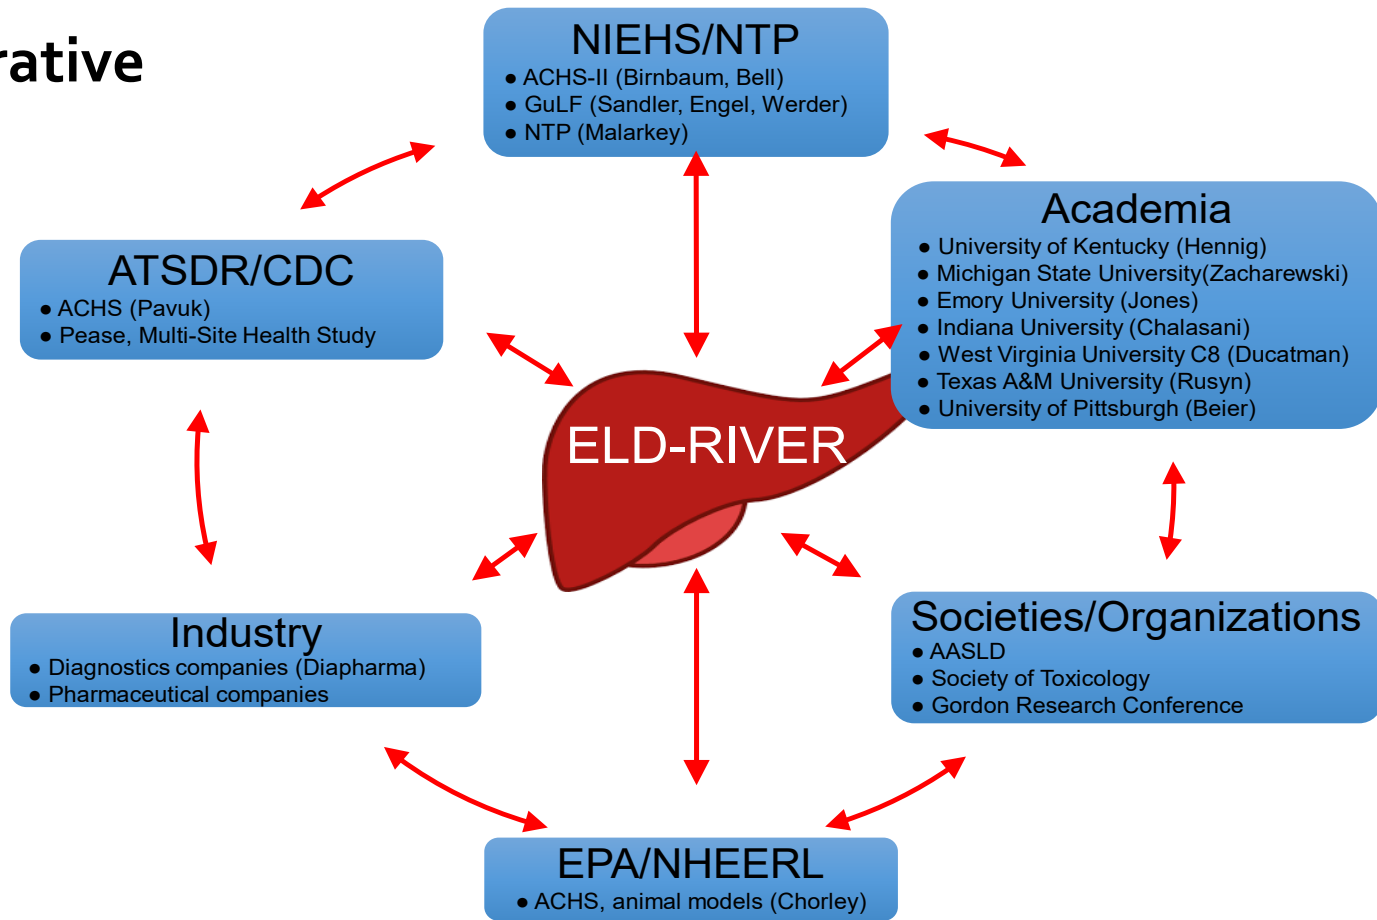 rative
NIEHS/NTP
● ACHS-II (Birnbaum, Bell)
● GuLF (Sandler, Engel, Werder)
● NTP (Malarkey)
Academia
● University of Kentucky (Hennig)
● Michigan State University(Zacharewski)
● Emory University (Jones)
● Indiana University (Chalasani)
● West Virginia University C8 (Ducatman)
● Texas A&M University (Rusyn)
● University of Pittsburgh (Beier)
ATSDR/CDC
● ACHS (Pavuk)
● Pease, Multi-Site Health Study
ELD-RIVER
Industry
● Diagnostics companies (Diapharma)
● Pharmaceutical companies
Societies/Organizations
● AASLD
● Society of Toxicology
● Gordon Research Conference
EPA/NHEERL
● ACHS, animal models (Chorley)